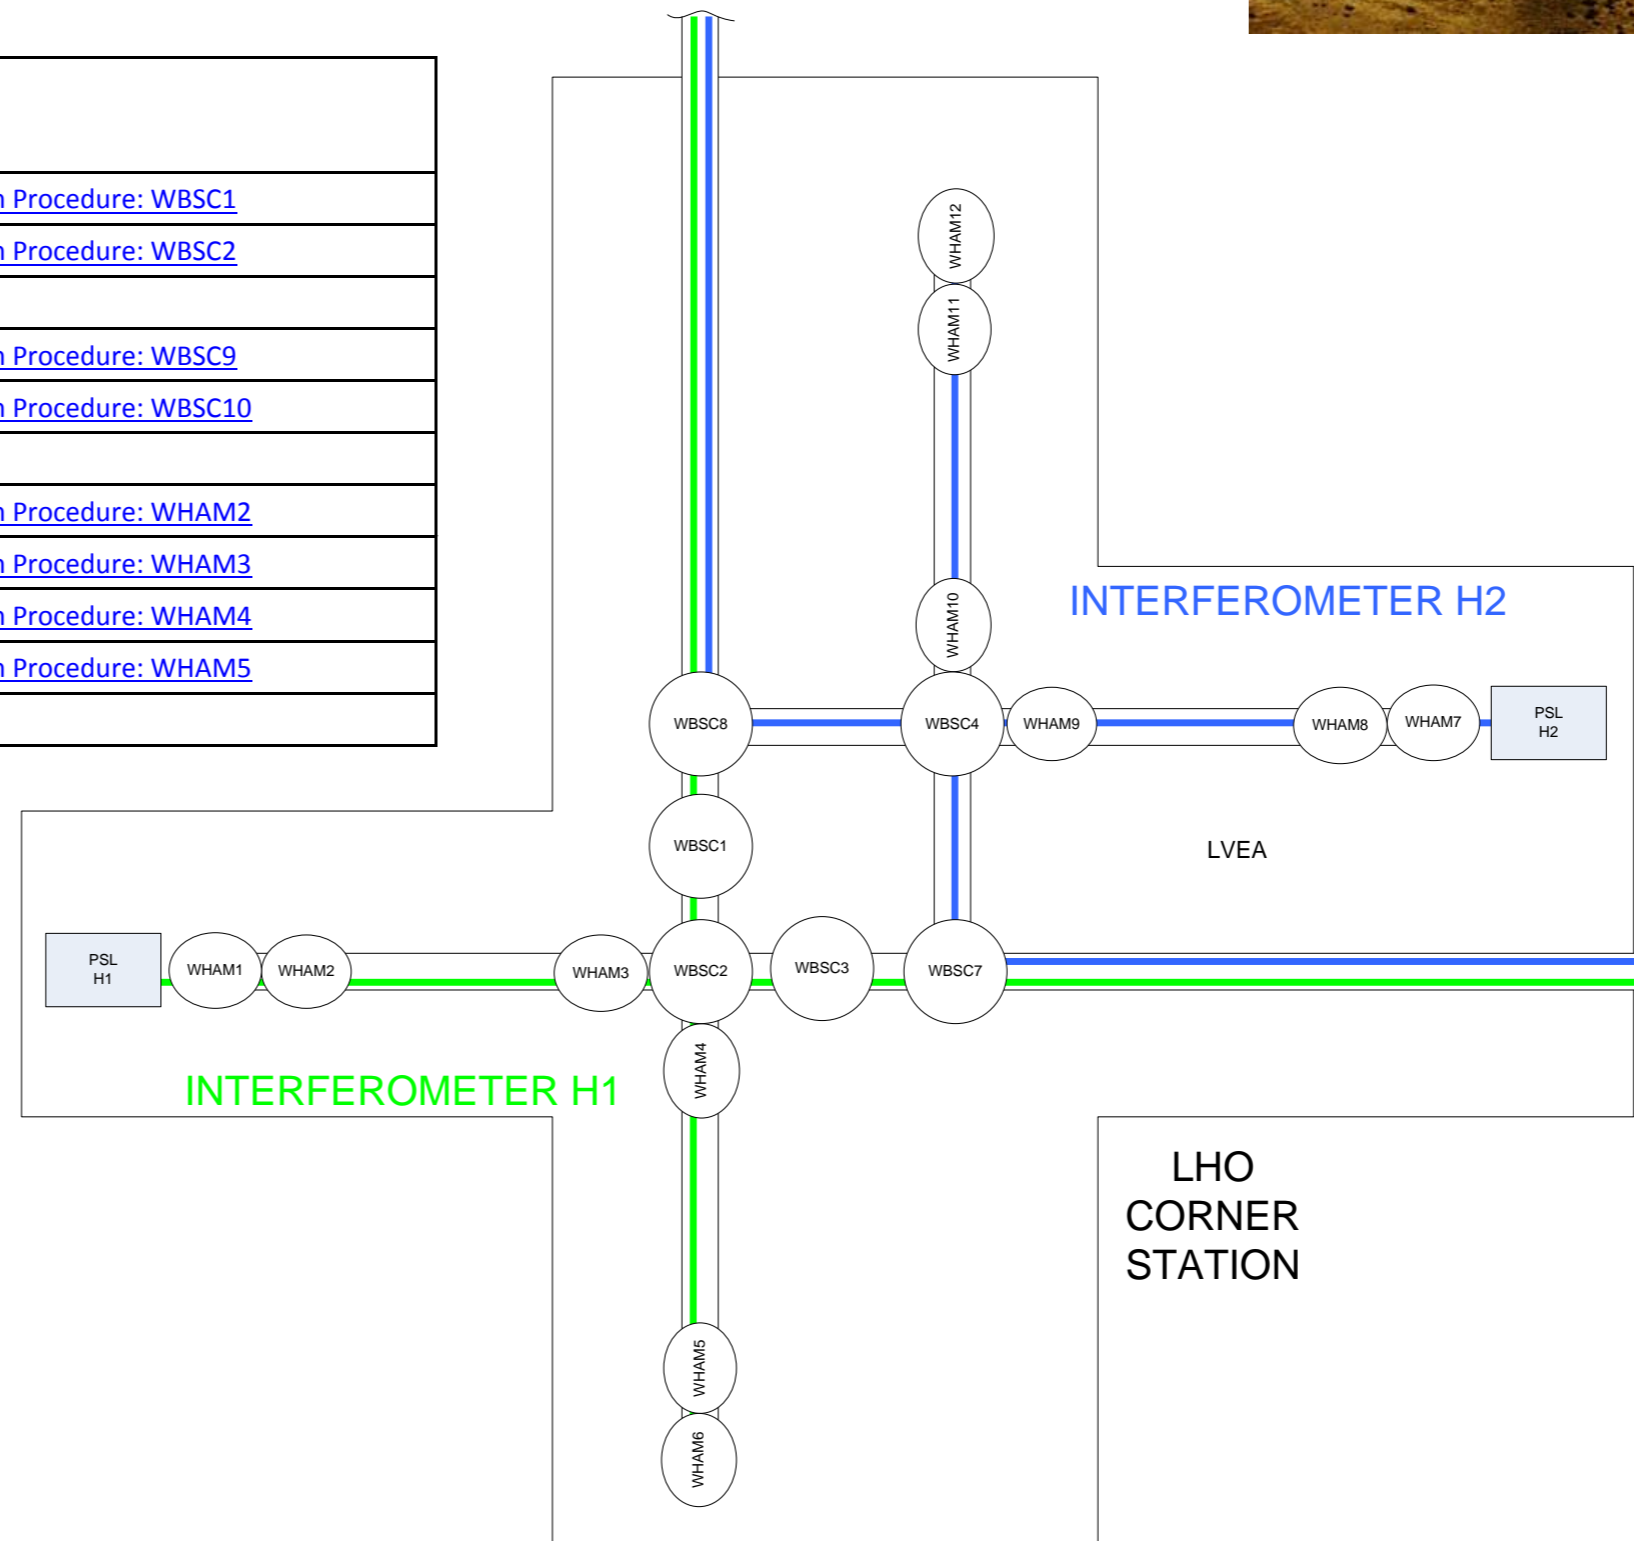 n Procedure: WBSC1
n Procedure: WBSC2
n Procedure: WBSC9
n Procedure: WBSC10
n Procedure: WHAM2
n Procedure: WHAM3
n Procedure: WHAM4
n Procedure: WHAM5
WHAM12
WHAM11
WHAM10
INTERFEROMETER H2
WBSC8
WBSC4
WHAM9
WHAM8
WHAM7
PSL
H2
WBSC1
LVEA
PSL
H1
WHAM1
WHAM2
WHAM3
WBSC2
WBSC3
WBSC7
WHAM4
INTERFEROMETER H1
LHO
CORNER
STATION
WHAM5
WHAM6